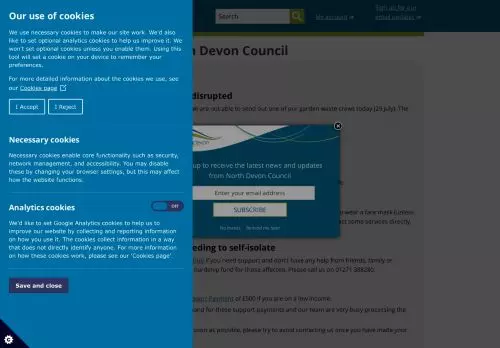 Our use of cookies
We use necessary cookies to make our site work. We'd also
like to set optional analytics cookies to help us improve it. We
won't set optional cookies unless you enable them. Using this
tool will set a cookie on your device to remember your
preferences.
For more detailed information about the cookies we use, see
our Cookies page
I Accept
I Reject
Necessary cookies
Necessary cookies enable core functionality such as security,
network management, and accessibility. You may disable
these by changing your browser settings, but this may affect
how the website functions.
Analytics cookies
Off
We'd like to set Google Analytics cookies to help us to
improve our website by collecting and reporting information
on how you use it. The cookies collect information in a way
that does not directly identify anyone. For more information
on how these cookies work, please see our 'Cookies page'
Save and close
Search
My account
Sign up for our
email updates
Devon Council
disrupted
are not able to send out one of our garden waste crews today (29 July). The
up to receive the latest news and updates
from North Devon Council
Enter your email address
SUBSCRIBE
No thanks
Remind me later
wear a face mask (unless
some services directly,
eding to self-isolate
if you need support and don't have any help from friends, family or
hardship fund for those affected. Please call us on 01271 388280.
Payment of £500 if you are on a low income.
and for these support payments and our team are very busy processing the
soon as possible, please try to avoid contacting us once you have made your